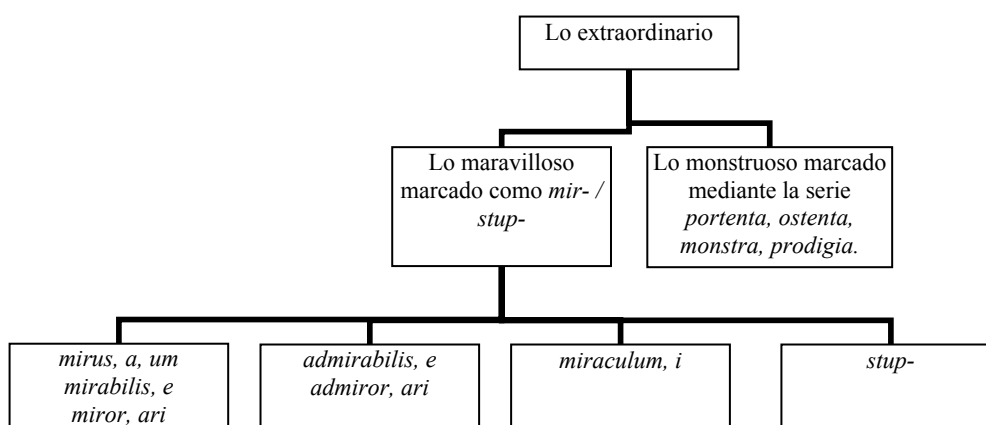 Lo extraordinario
Lo maravilloso
marcado como mir- /
stup-
Lo monstruoso marcado
mediante la serie
portenta, ostenta,
monstra, prodigia.
mirus, a, um
mirabilis, e
miror, ari
admirabilis, e
admiror, ari
miraculum, i
stup-